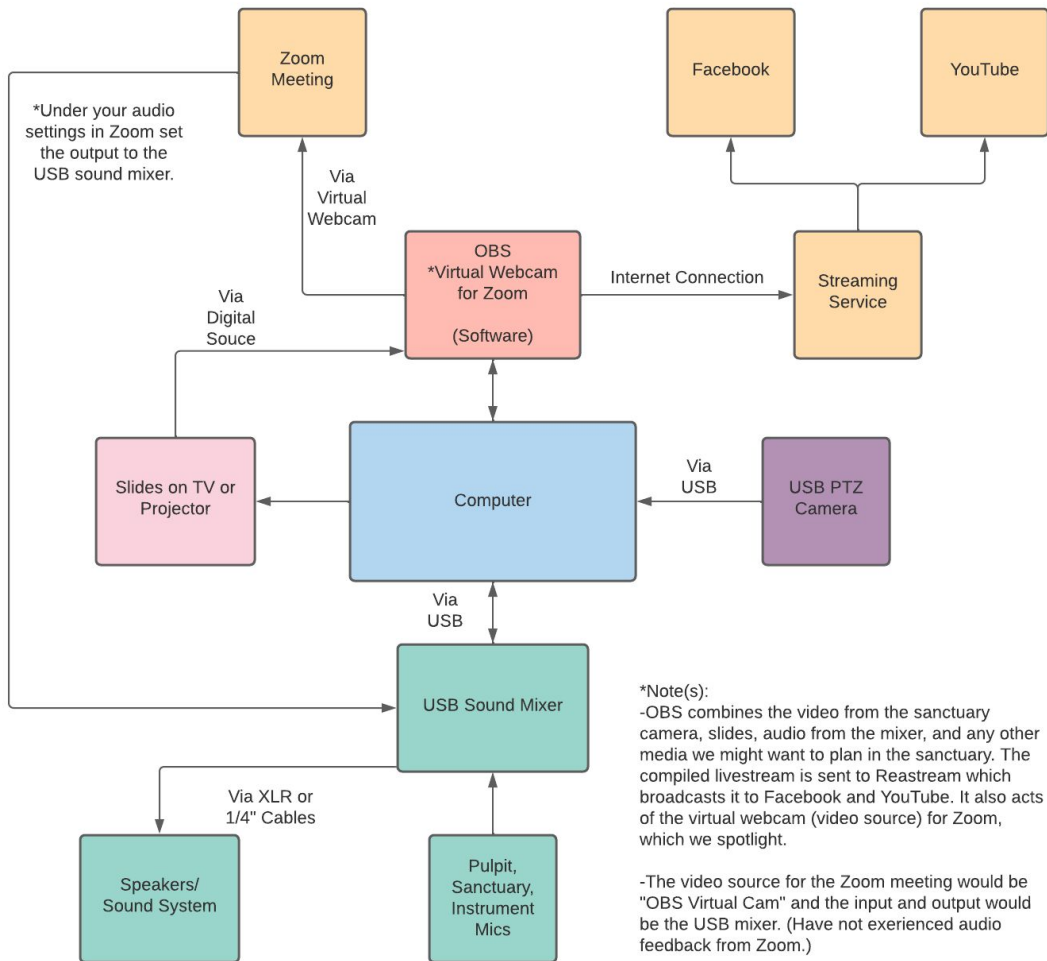 Zoom
Meeting
Facebook
YouTube
*Under your audio
settings in Zoom set
the output to the
USB sound mixer.
Via
Virtual
Webcam
OBS
*Virtual Webcam
for Zoom
(Software)
Internet Connection
Streaming
Service
Via
Digital
Souce
Slides on TV or
Projector
Computer
Via
USB
USB PTZ
Camera
Via
USB
USB Sound Mixer
Via XLR or
1/4" Cables
Speakers/
Sound System
Pulpit,
Sanctuary,
Instrument
Mics
*Note(s):
-OBS combines the video from the sanctuary
camera, slides, audio from the mixer, and any other
media we might want to plan in the sanctuary. The
compiled livestream is sent to Reastream which
broadcasts it to Facebook and YouTube. It also acts
of the virtual webcam (video source) for Zoom,
which we spotlight.
-The video source for the Zoom meeting would be
"OBS Virtual Cam" and the input and output would
be the USB mixer. (Have not exerienced audio
feedback from Zoom.)